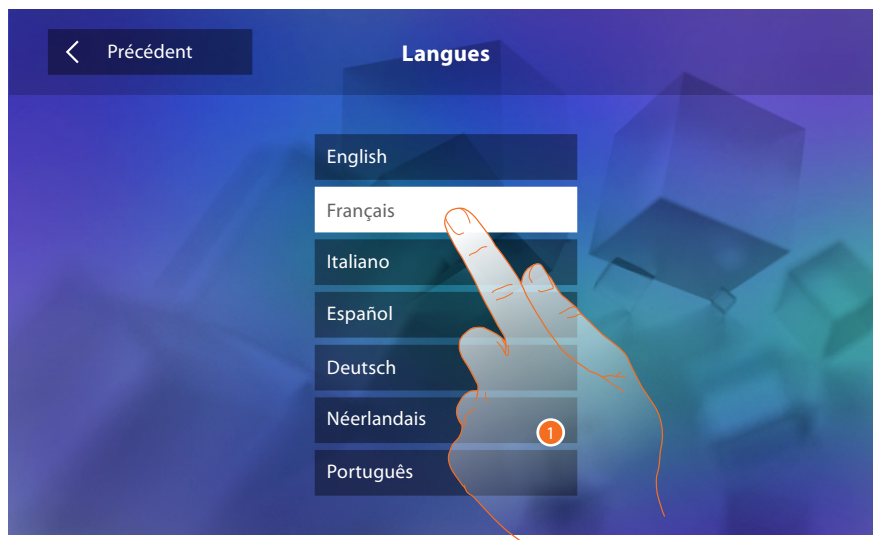 Précédent
Langues
English
Français
Italiano
Español
Deutsch
Néerlandais
1
Português